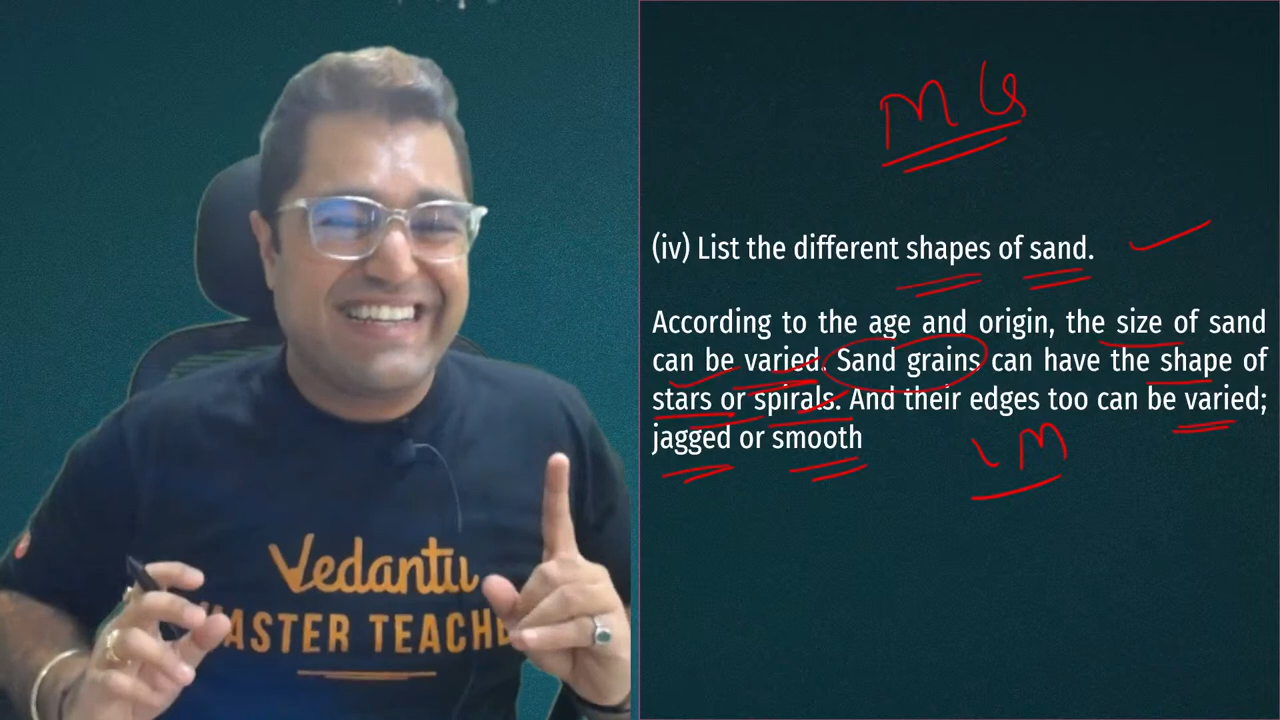 Vedantu
MASTER TEACHE
M Q
(iv) List the different shapes of sand.
According to the age and origin, the size of sand
can be varied. Sand grains can have the shape of
stars or spirals. And their edges too can be varied;
jagged or smooth
1 M